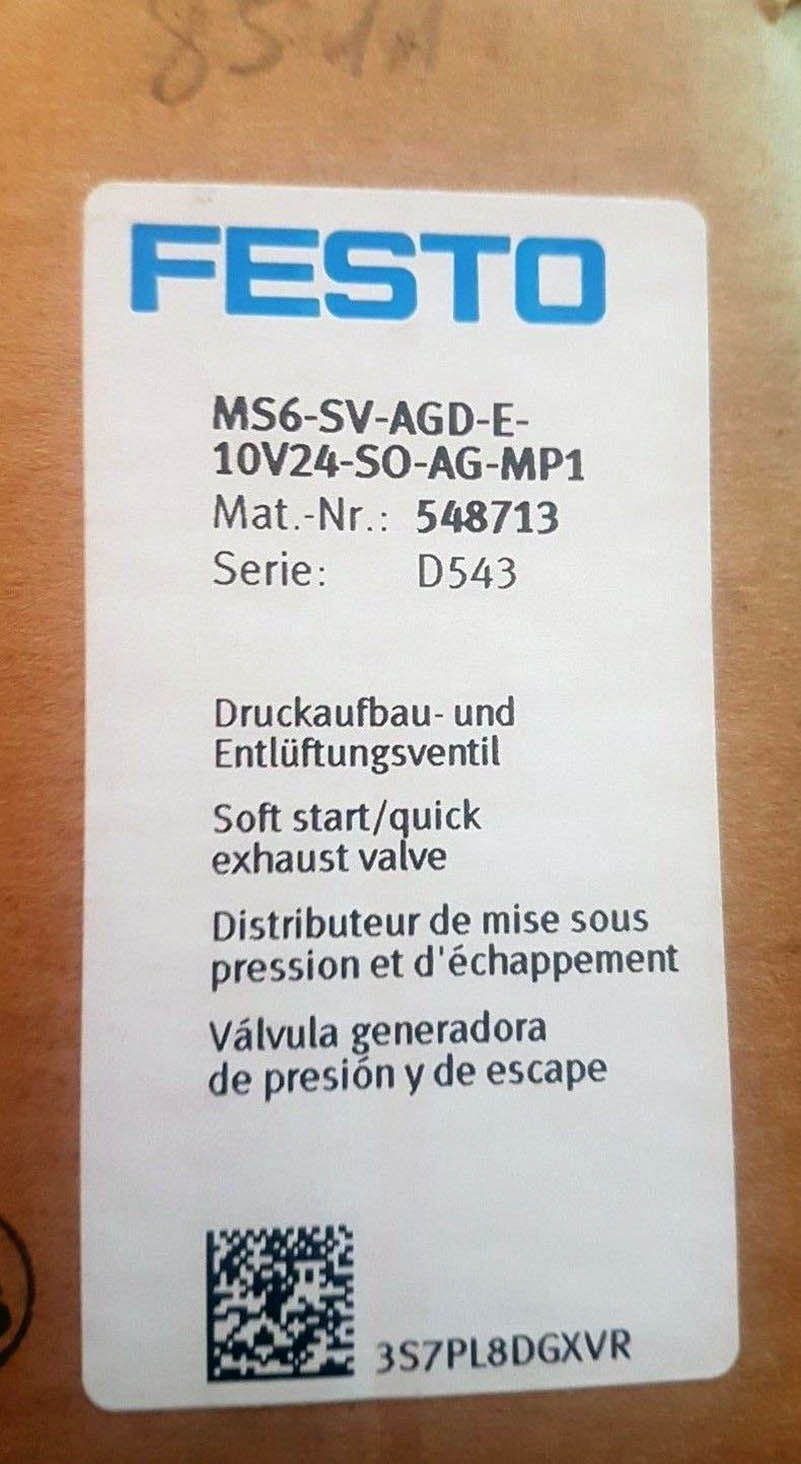 FESTO
MS6-SV-AGD-E-
10V24-SO-AG-MP1
Mat.-Nr.: 548713
Serie: D543
Druckaufbau- und
Entlüftungsventil
Soft start/quick
exhaust valve
Distributeur de mise sous
pression et d'échappement
Válvula generadora
de presión y de escape
3S7PL8DGXVR